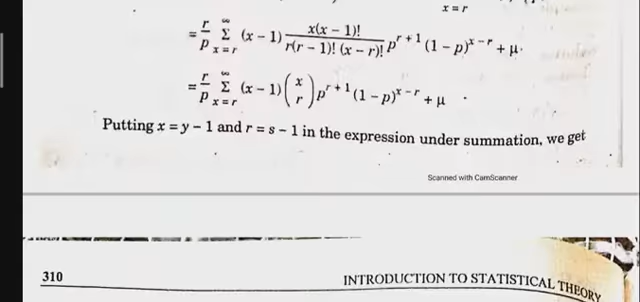 x = r
= r/p Σ_{x=r}^{∞} (x − 1) x(x − 1)! / r(r − 1)! (x − r)! p^{r + 1} (1 − p)^{x − r} + μ.
= r/p Σ_{x=r}^{∞} (x − 1) (x r) p^{r + 1} (1 − p)^{x − r} + μ .
Putting x = y − 1 and r = s − 1 in the expression under summation, we get
Scanned with CamScanner
310 INTRODUCTION TO STATISTICAL THEORY